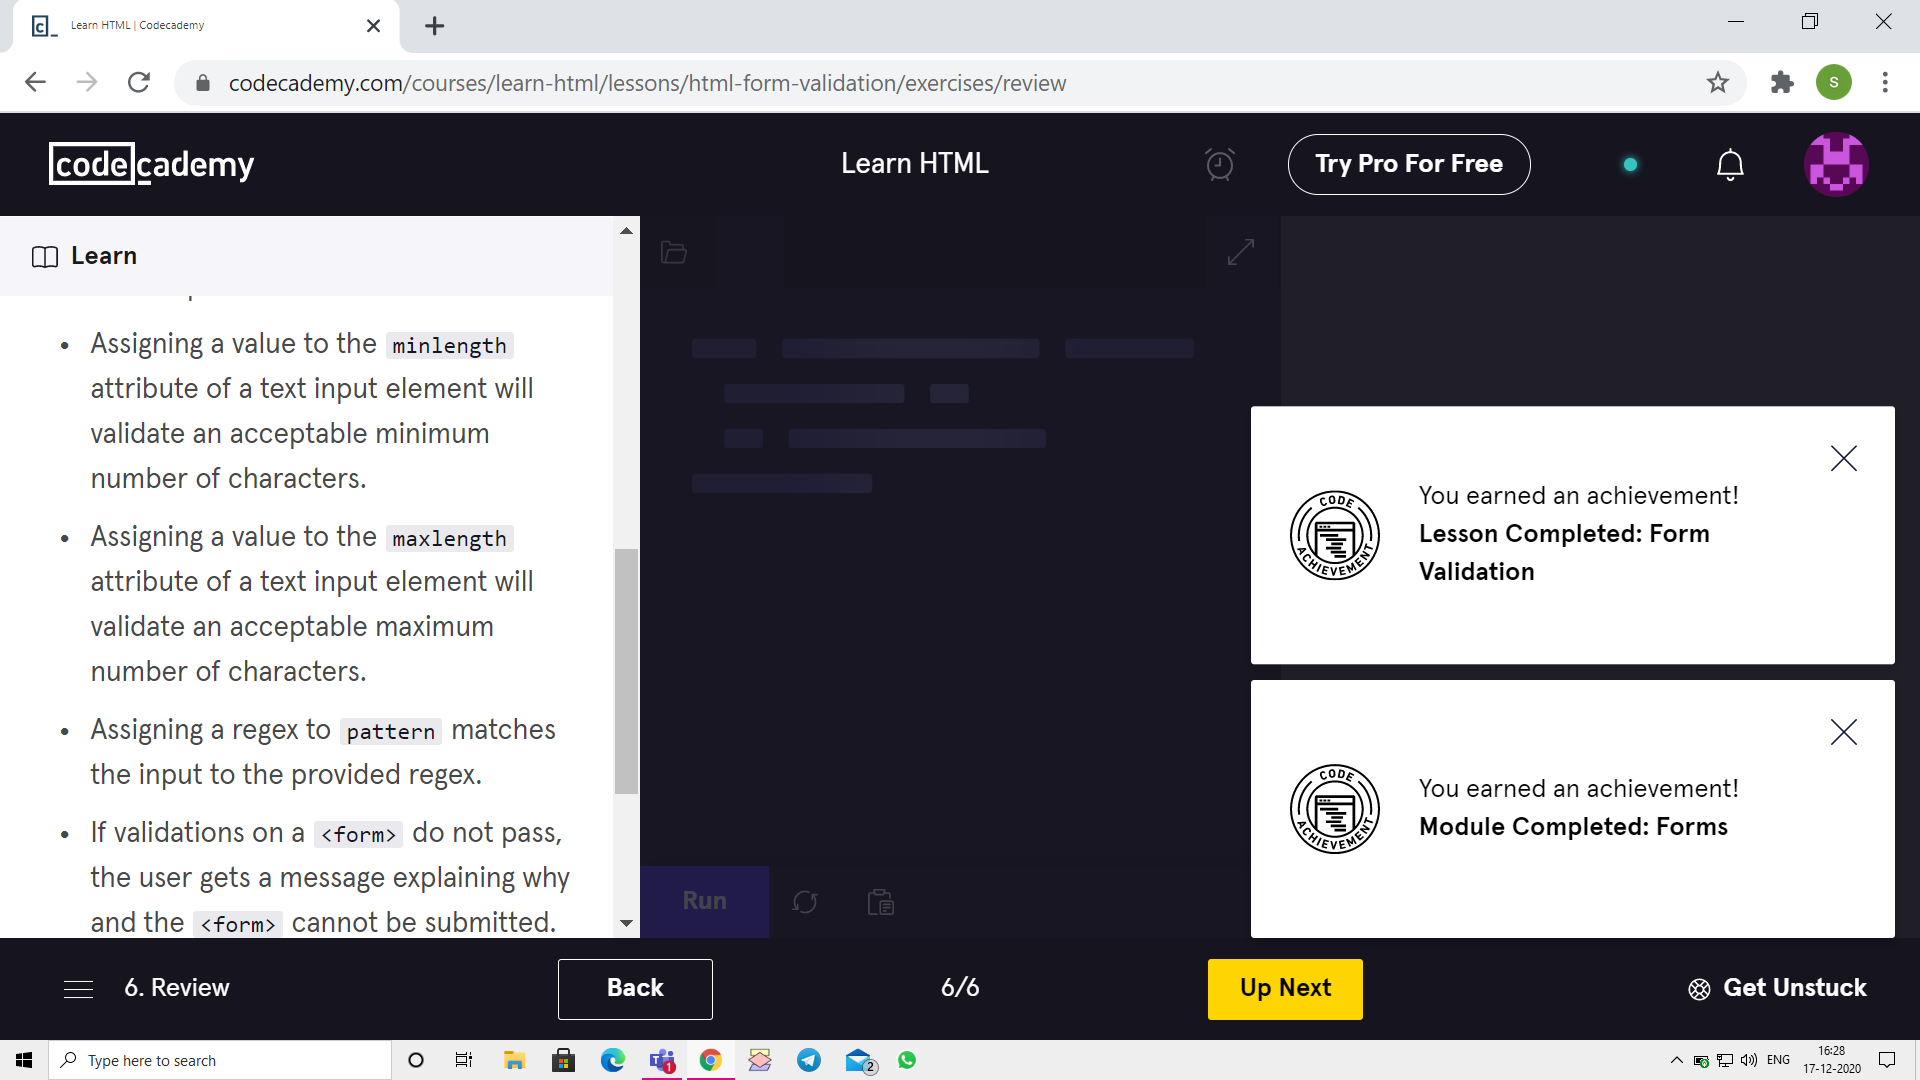 Learn HTML | Codecademy
codecademy.com/courses/learn-html/lessons/html-form-validation/exercises/review
S
codecademy
Learn HTML
Try Pro For Free
Learn
Assigning a value to the minlength
attribute of a text input element will
validate an acceptable minimum
number of characters.
Assigning a value to the maxlength
attribute of a text input element will
validate an acceptable maximum
number of characters.
Assigning a regex to pattern matches
the input to the provided regex.
If validations on a <form> do not pass,
the user gets a message explaining why
and the <form> cannot be submitted.
Run
CODE
ACHIEVEMENT
You earned an achievement!
Lesson Completed: Form
Validation
CODE
ACHIEVEMENT
You earned an achievement!
Module Completed: Forms
6. Review
Back
6/6
Up Next
Get Unstuck
Type here to search
1
2
ENG
16:28
17-12-2020